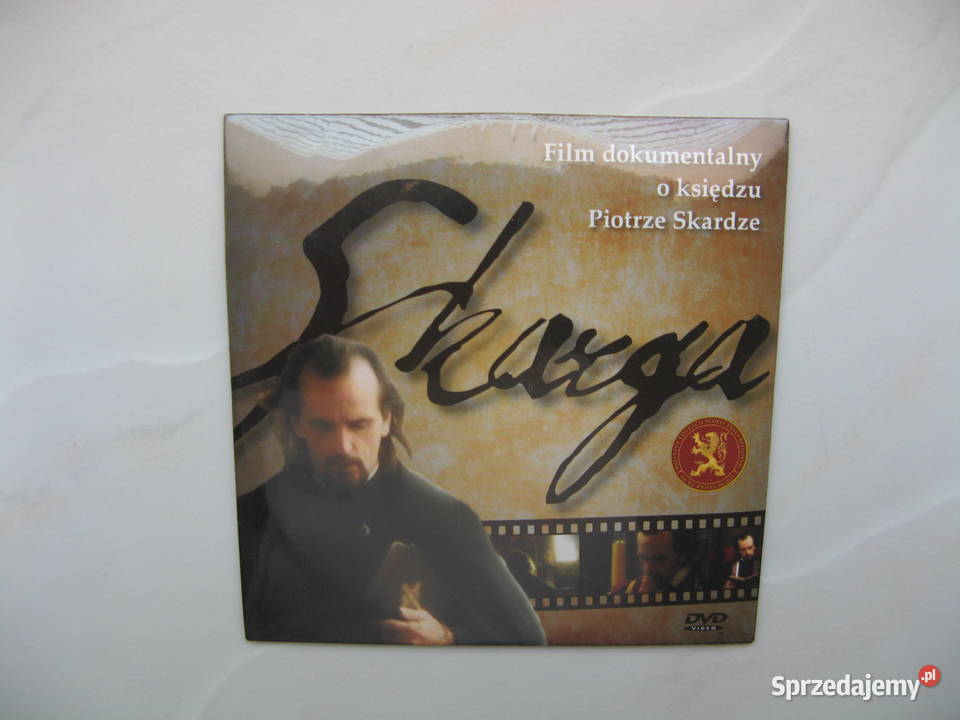 Film dokumentalny
o księdzu
Piotrze Skardze
Skarga
DVD
VIDEO
Sprzedajemy.pl